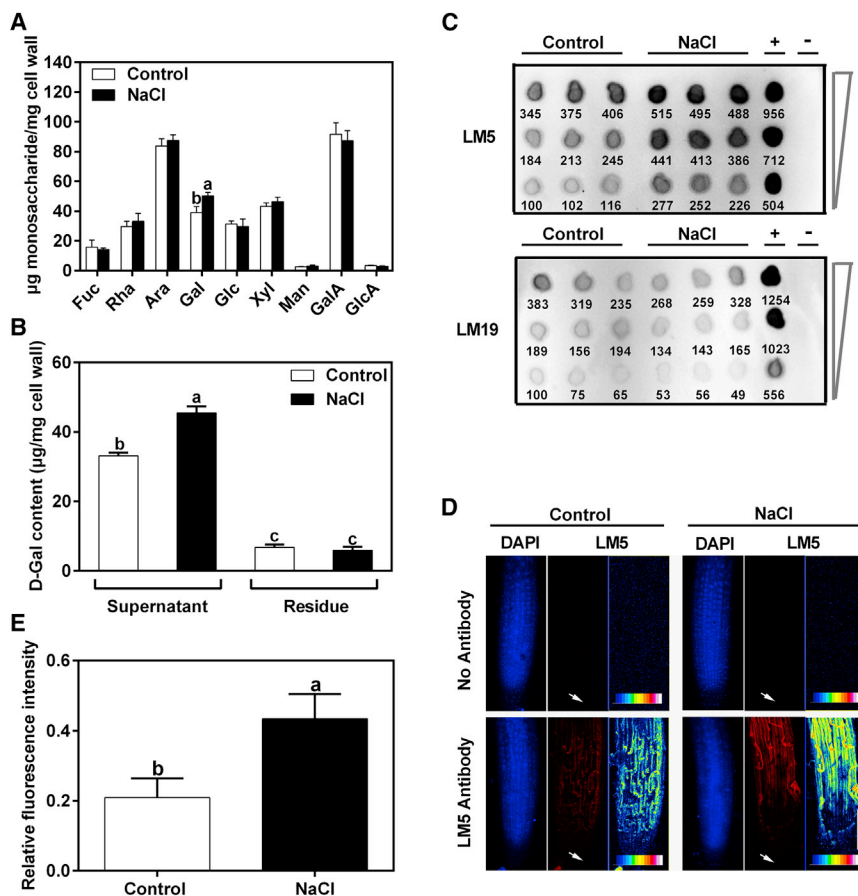 A
µg monosaccharide/mg cell wall
140
120
100
80
60
40
20
0
Control
NaCl
b
a
Fuc
Rha
Ara
Gal
Glc
Xyl
Man
GalA
GlcA
B
D-Gal content (µg/mg cell wall)
60
40
20
0
Control
NaCl
b
a
c
c
Supernatant
Residue
E
Relative fluorescence intensity
0.6
0.4
0.2
0.0
b
a
Control
NaCl
C
Control NaCl + -
LM5
345 375 406 515 495 488 956
184 213 245 441 413 386 712
100 102 116 277 252 226 504
Control NaCl + -
LM19
383 319 235 268 259 328 1254
189 156 194 134 143 165 1023
100 75 65 53 56 49 556
D
Control NaCl
DAPI LM5 DAPI LM5
No Antibody
LM5 Antibody